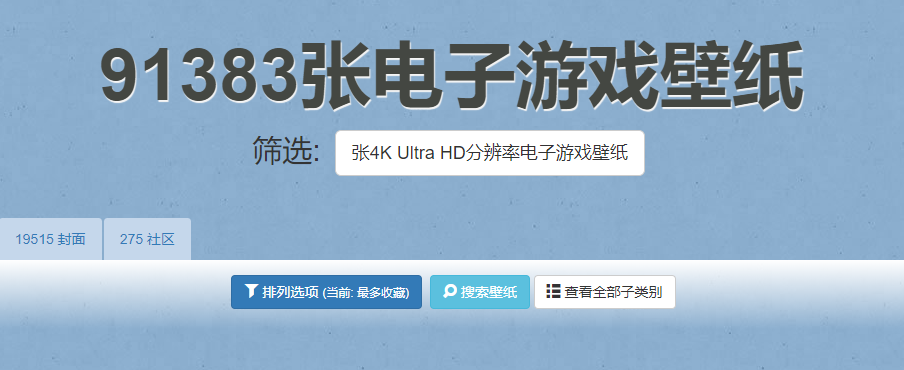 91383张电子游戏壁纸
筛选: 张4K Ultra HD分辨率电子游戏壁纸
19515 封面 275 社区
排列选项 (当前: 最多收藏) 搜索壁纸 查看全部子类别